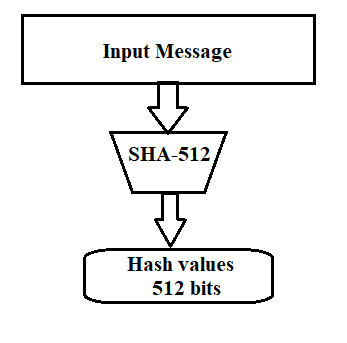 Input Message
SHA-512
Hash values
512 bits